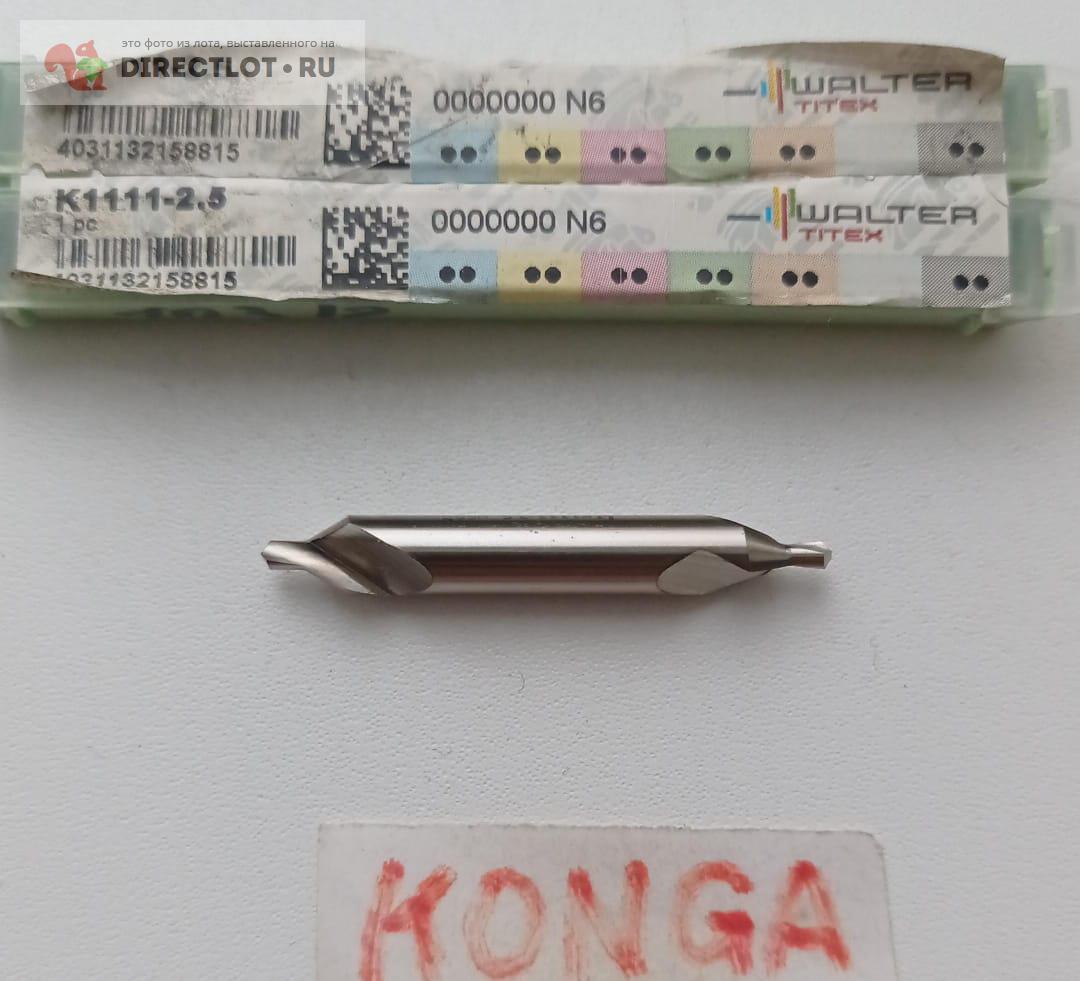 это фото из лота, выставленного на
DIRECTLOT•RU
0000000 N6
WALTER
TITEX
4031132158815
K1111-2.5
1 pc
0000000 N6
WALTER
TITEX
4031132158815
KONGA